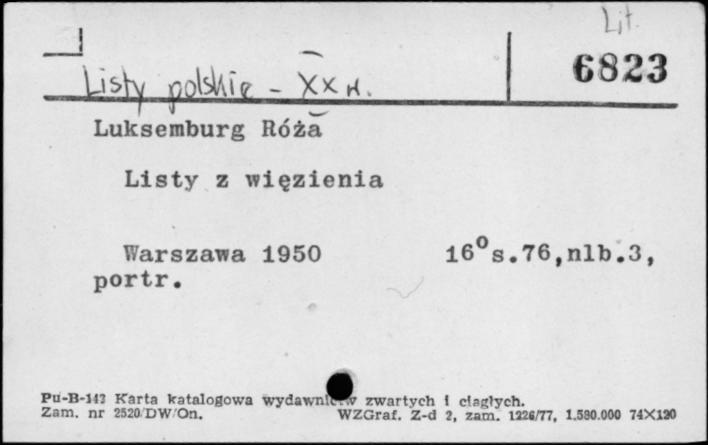 Lit.
6823
Listy polskie - XX w.
Luksemburg Róża
Listy z więzienia
Warszawa 1950 16° s.76,nlb.3,
portr.
Pu-B-142 Karta katalogowa wydawnictw zwartych i ciągłych.
Zam. nr 2520/DW/On. WZGraf. Z-d 2, zam. 1226/77, 1.580.000 74X120